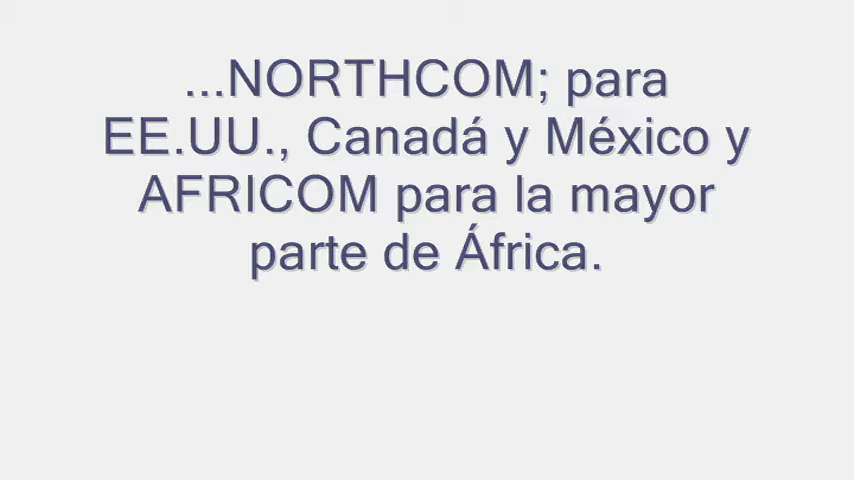 ...NORTHCOM; para
EE.UU., Canadá y México y
AFRICOM para la mayor
parte de África.